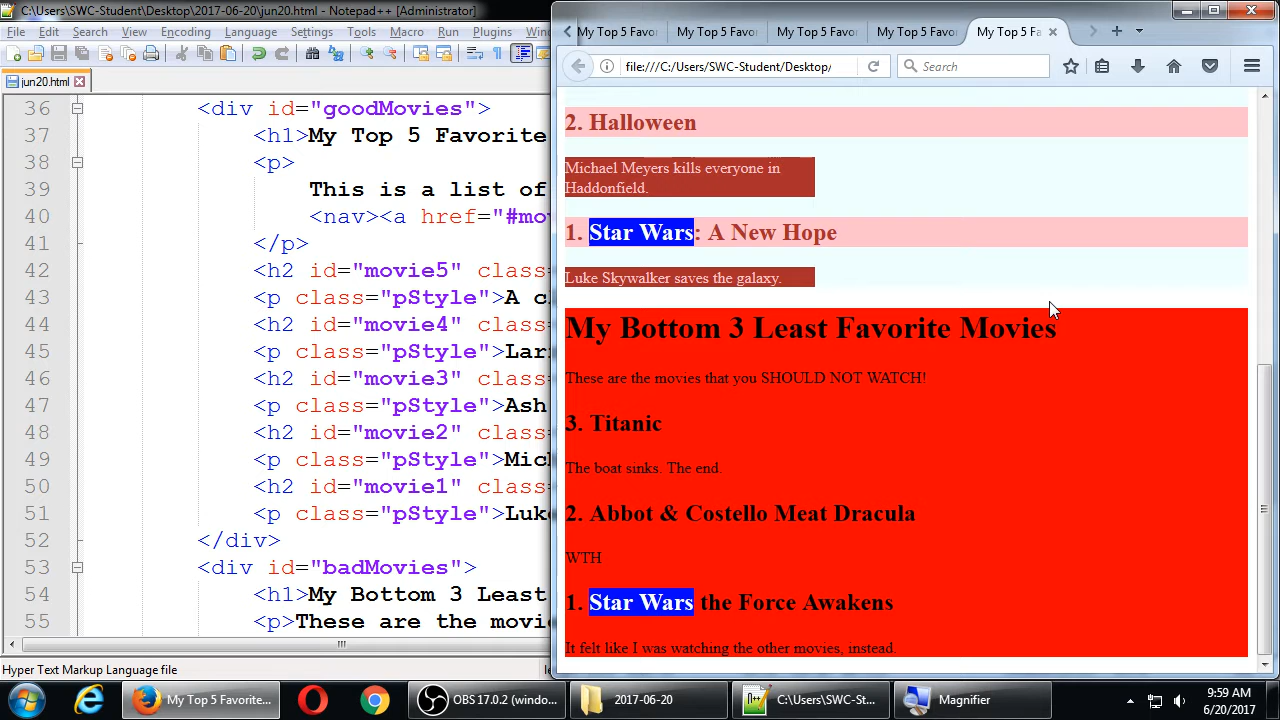 C:\Users\SWC-Student\Desktop\2017-06-20\jun20.html - Notepad++ [Administrator]
File Edit Search View Encoding Language Settings Tools Macro Run Plugins Window
jun20.html
36 <div id="goodMovies">
37 <h1>My Top 5 Favorite
38 <p>
39 This is a list of
40 <nav><a href="#mov
41 </p>
42 <h2 id="movie5" class=
43 <p class="pStyle">A c
44 <h2 id="movie4" class=
45 <p class="pStyle">Lar
46 <h2 id="movie3" class=
47 <p class="pStyle">Ash
48 <h2 id="movie2" class=
49 <p class="pStyle">Mic
50 <h2 id="movie1" class=
51 <p class="pStyle">Luk
52 </div>
53 <div id="badMovies">
54 <h1>My Bottom 3 Least
55 <p>These are the movi
Hyper Text Markup Language file
My Top 5 Favor My Top 5 Favor My Top 5 Favor My Top 5 Favor My Top 5 Fa
file:///C:/Users/SWC-Student/Desktop/
Search
2. Halloween
Michael Meyers kills everyone in
Haddonfield.
1. Star Wars: A New Hope
Luke Skywalker saves the galaxy.
My Bottom 3 Least Favorite Movies
These are the movies that you SHOULD NOT WATCH!
3. Titanic
The boat sinks. The end.
2. Abbot & Costello Meat Dracula
WTH
1. Star Wars the Force Awakens
It felt like I was watching the other movies, instead.
My Top 5 Favorite... OBS 17.0.2 (windo... 2017-06-20 C:\Users\SWC-Stu... Magnifier
9:59 AM
6/20/2017